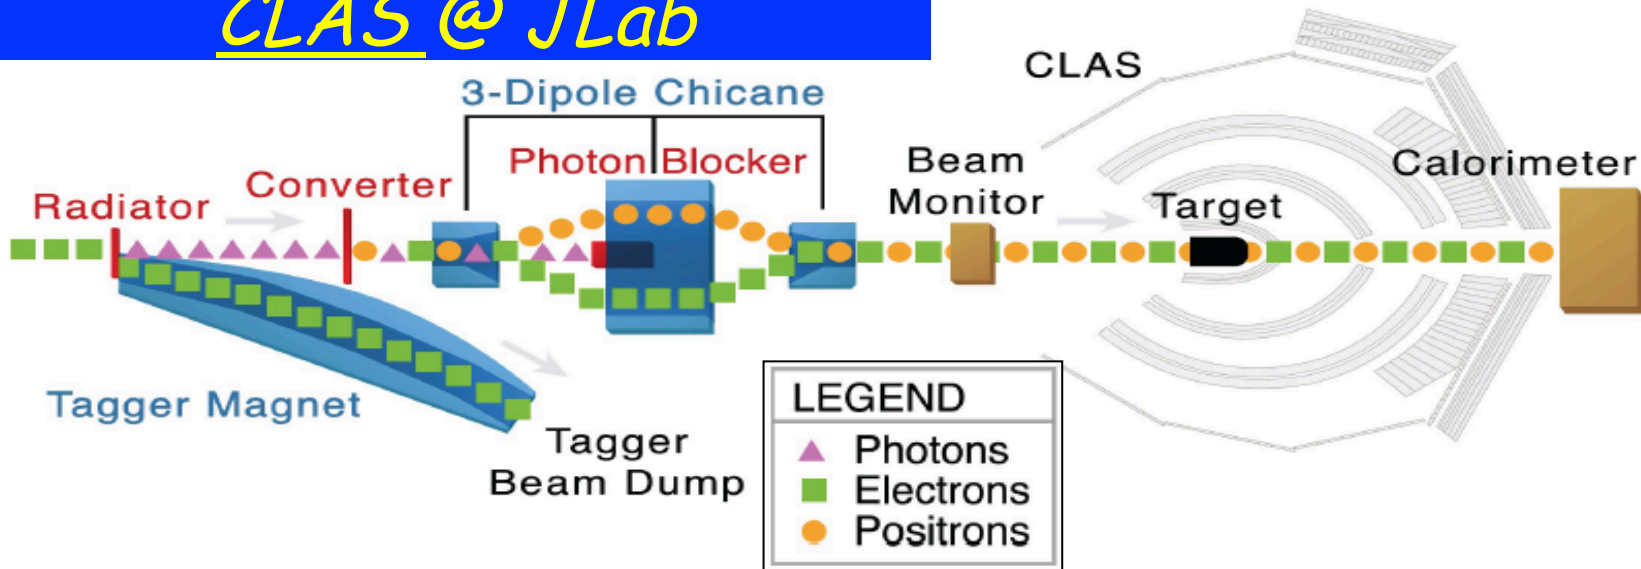 CLAS @ JLab
3-Dipole Chicane
CLAS
Photon Blocker
Beam
Monitor
Calorimeter
Converter
Radiator
Target
Tagger Magnet
Tagger
Beam Dump
LEGEND
Photons
Electrons
Positrons